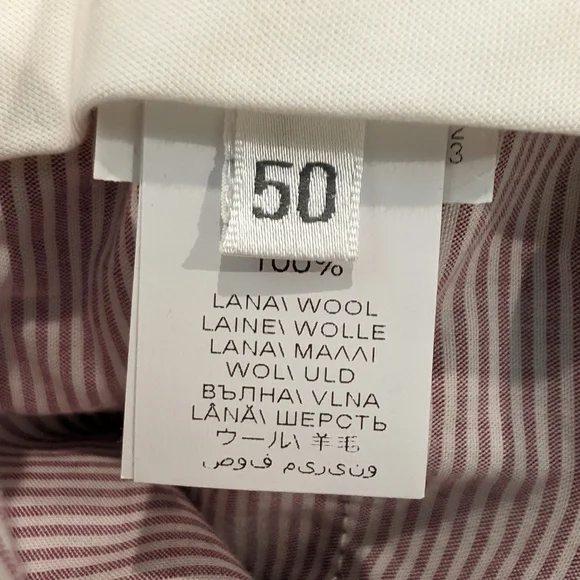 50
23
100%
LANA\ WOOL
LAINE\ WOLLE
LANA\ ΜΑΛΛΙ
WOL\ ULD
ВЪЛНА\ VLNA
LÂNĂ\ ШЕРСТЬ
ウール\ 羊毛